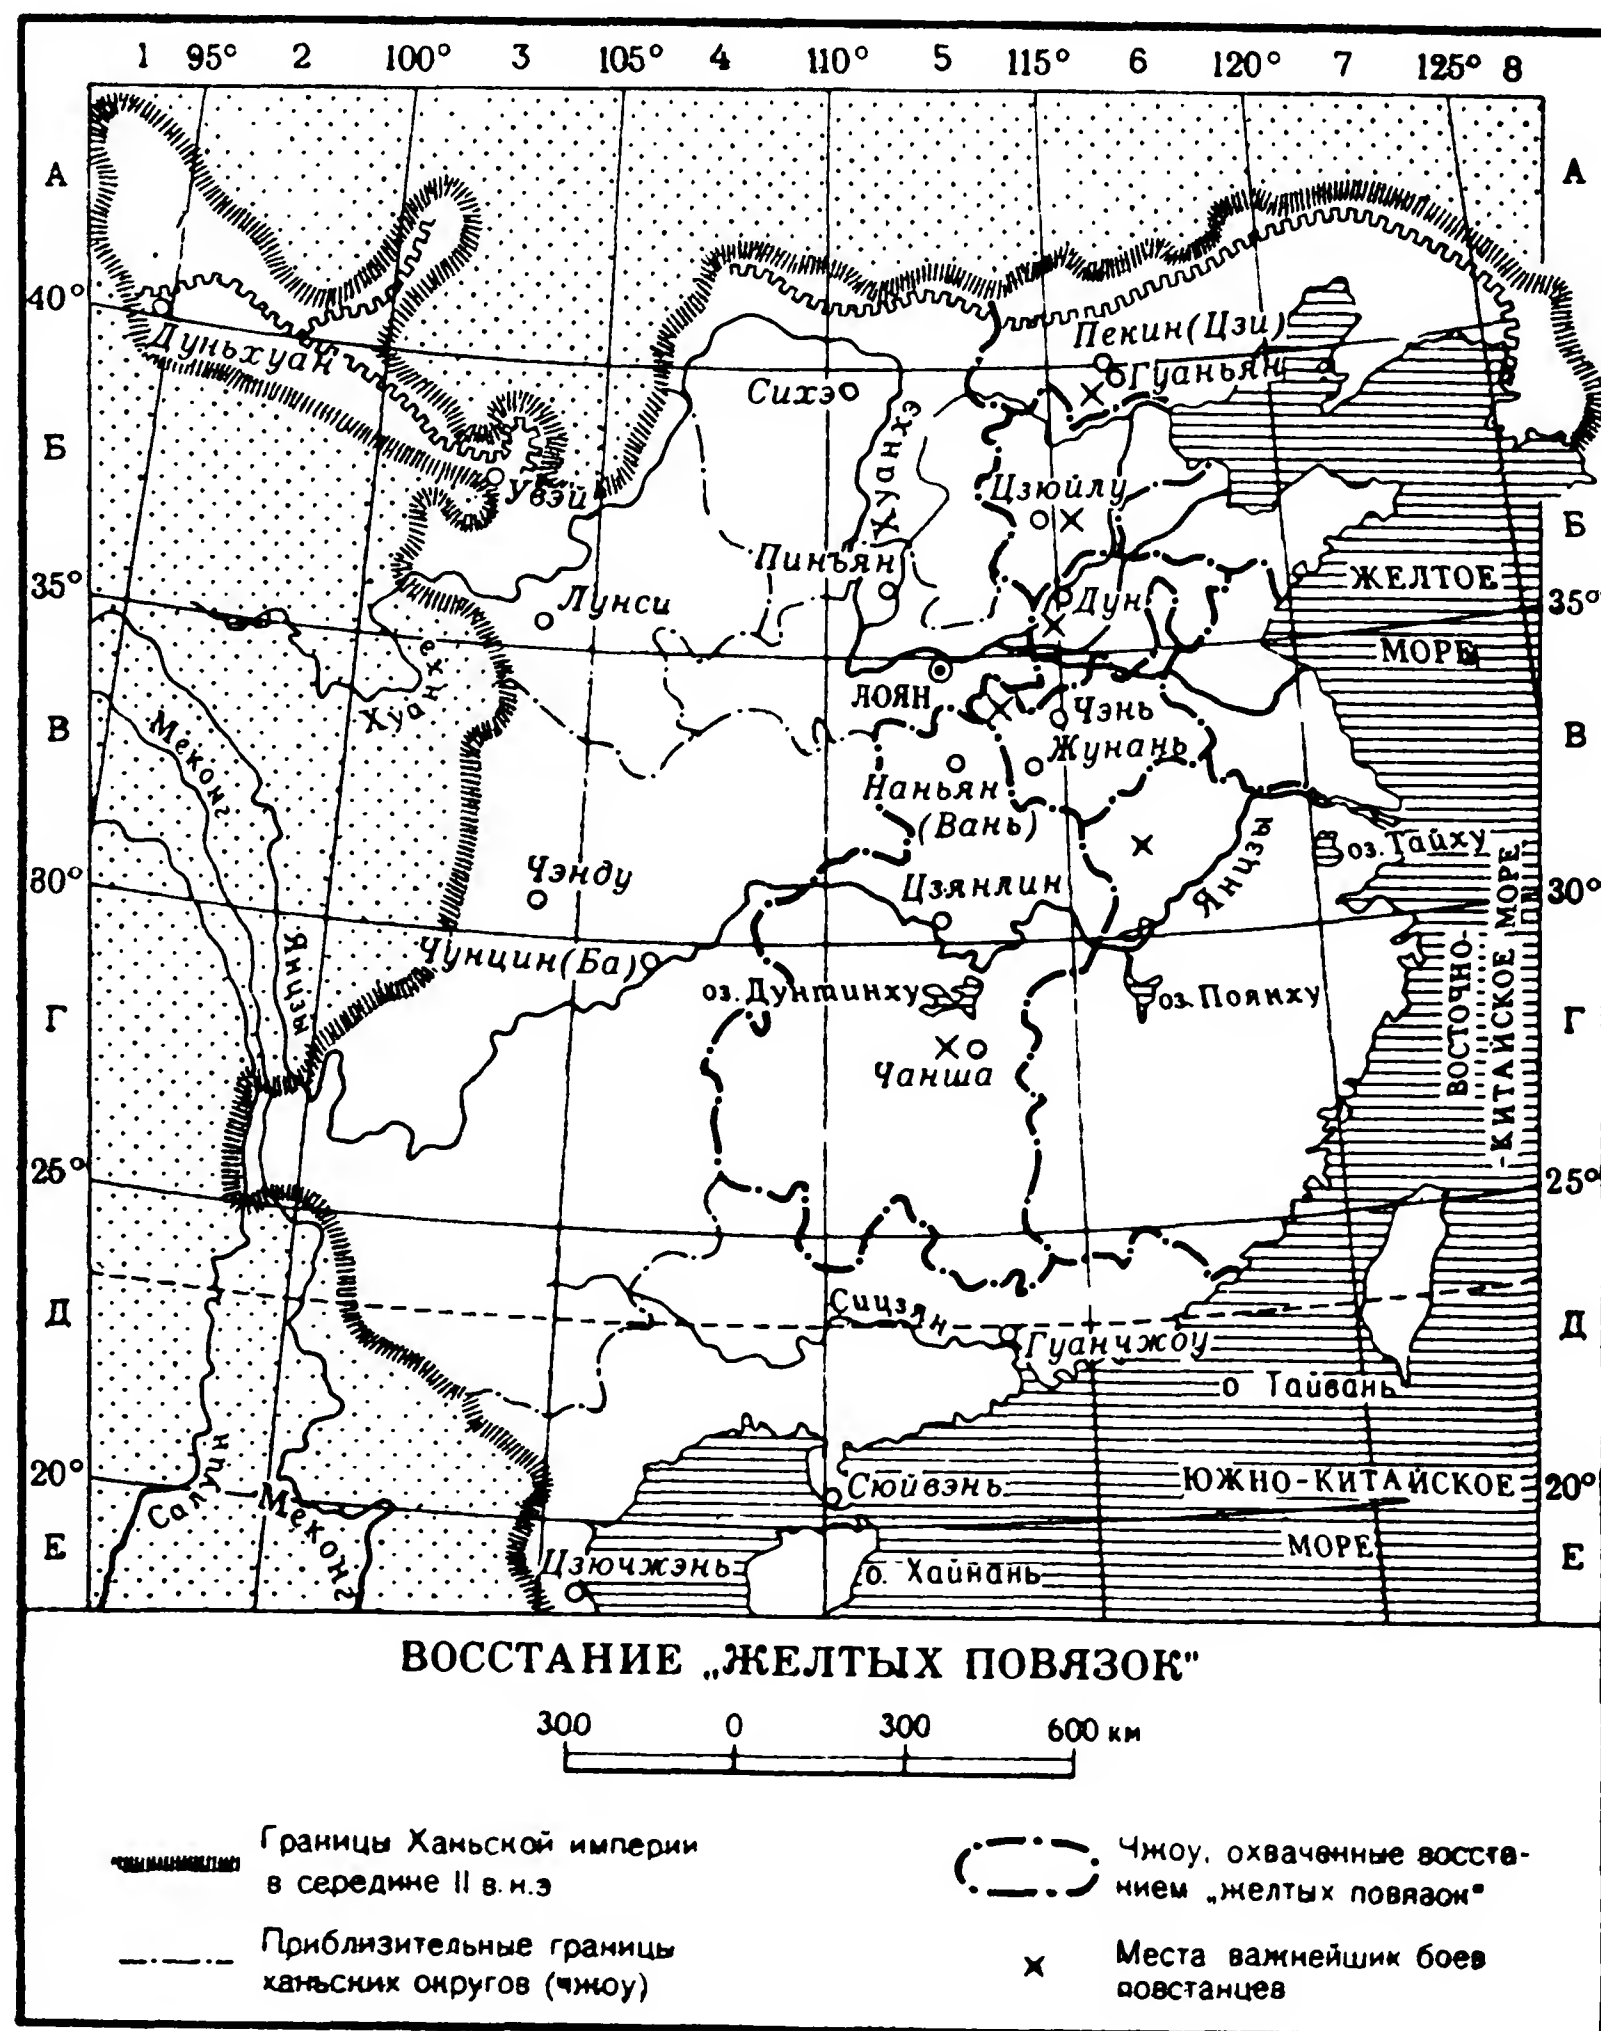 1 95° 2 100° 3 105° 4 110° 5 115° 6 120° 7 125° 8
А А
40°
Пекин(Цзи)
Гуаньян
Дуньхуан
Сихэ
Хуанхэ
Б
Увэй
Цзюйлу
Б
Пинъян
35° ЖЕЛТОЕ 35°
Лунси
Дун
МОРЕ
Хуанхэ
ЛОЯН
Меконг
Чэнь
В В
Жунань
Наньян
(Вань)
Янцзы
оз. Тайху
30° 30°
Чэнду
Цзянлин
Янцзы
Чунцин(Ба)
оз. Дунтинху
оз. Поянху
ВОСТОЧНО-
-КИТАЙСКОЕ МОРЕ
Г Г
Чанша
25° 25°
Д Д
Сицзян
Гуанчжоу
о Тайвань
20° 20°
Салуин
Меконг
Сюйвэнь
ЮЖНО-КИТАЙСКОЕ
МОРЕ
Е Е
Цзючжэнь
о. Хайнань
ВОССТАНИЕ „ЖЕЛТЫХ ПОВЯЗОК"
300 0 300 600 км
Границы Ханьской империи
в середине II в. н.э
Приблизительные границы
ханьских округов (чжоу)
Чжоу, охваченные восста-
нием „желтых повязок"
Места важнейших боев
повстанцев